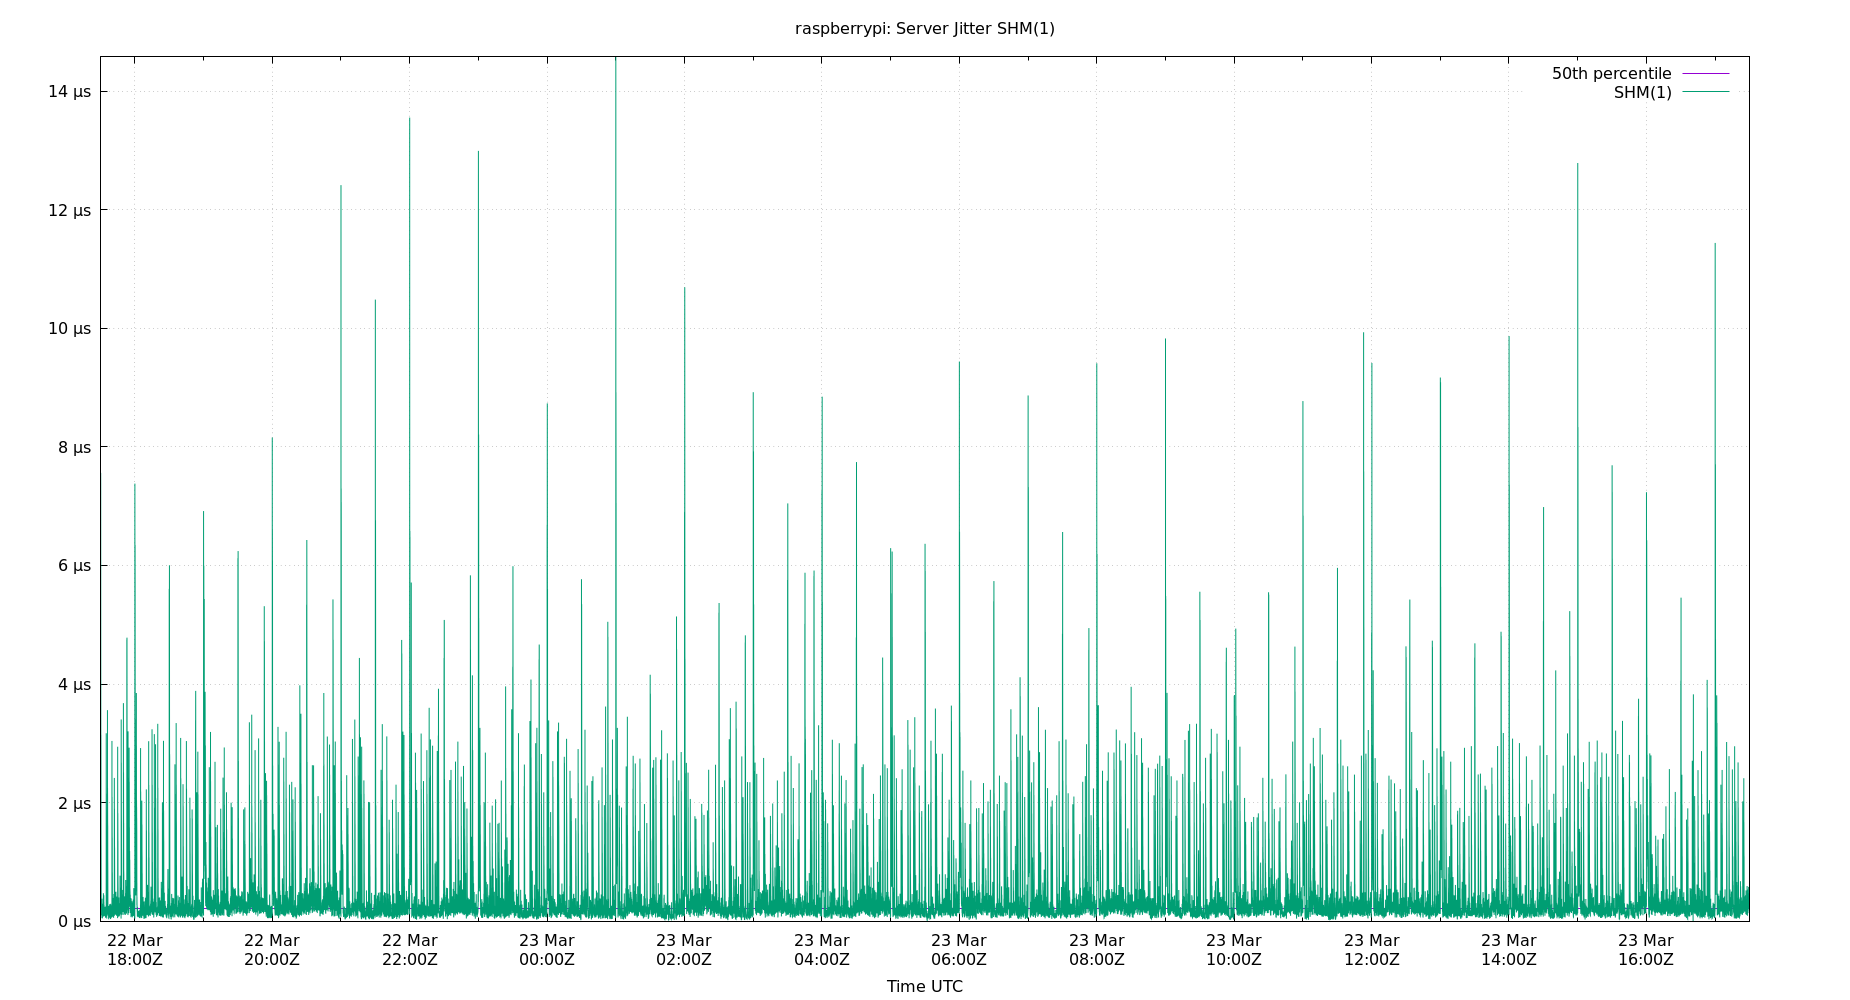 raspberrypi: Server Jitter SHM(1)
50th percentile
SHM(1)
14 µs
12 µs
10 µs
8 µs
6 µs
4 µs
2 µs
0 µs
22 Mar 22 Mar 22 Mar 23 Mar 23 Mar 23 Mar 23 Mar 23 Mar 23 Mar 23 Mar 23 Mar 23 Mar
18:00Z 20:00Z 22:00Z 00:00Z 02:00Z 04:00Z 06:00Z 08:00Z 10:00Z 12:00Z 14:00Z 16:00Z
Time UTC